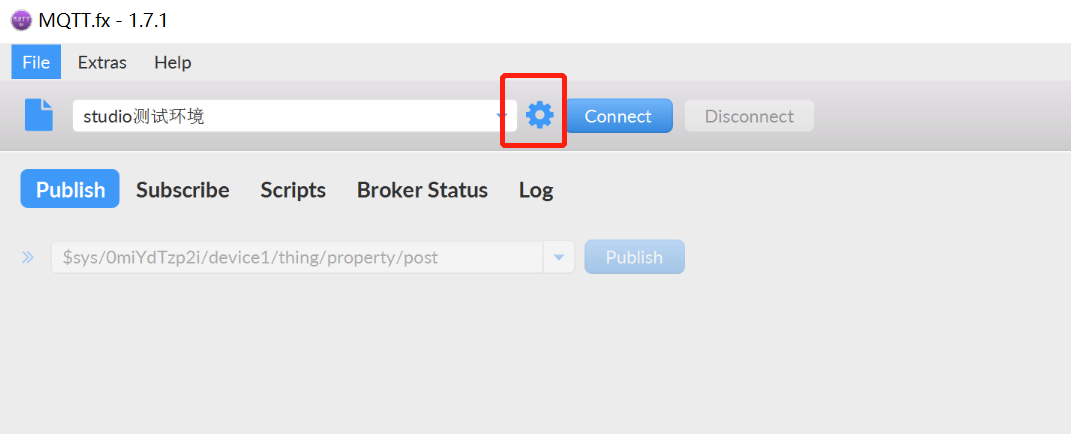 MQTT.fx - 1.7.1
File Extras Help
studio测试环境 Connect Disconnect
Publish Subscribe Scripts Broker Status Log
$sys/0miYdTzp2i/device1/thing/property/post Publish